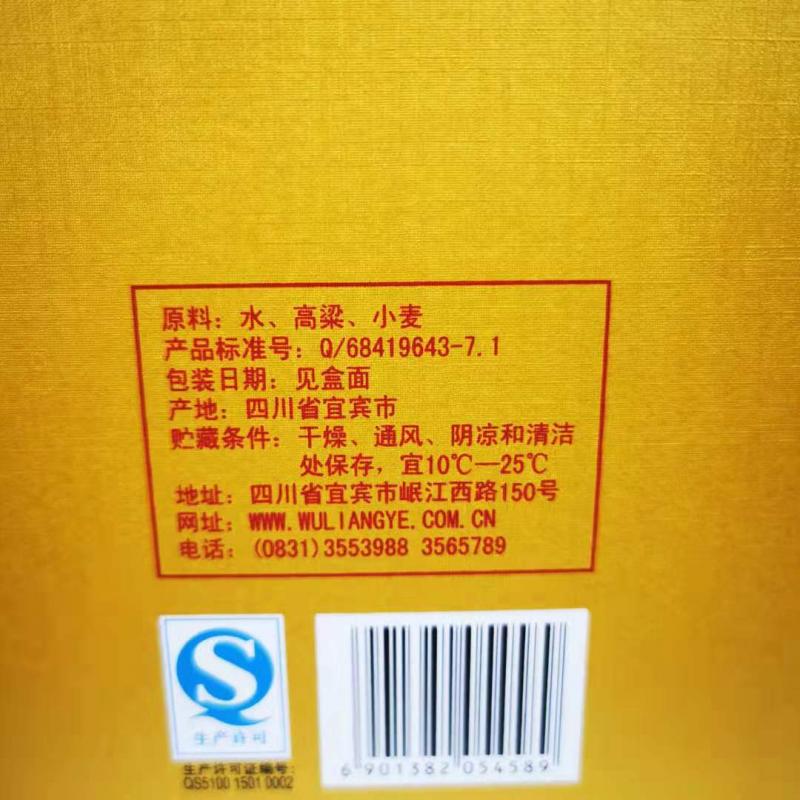 原料：水、高粱、小麦
产品标准号：Q/68419643-7.1
包装日期：见盒面
产地：四川省宜宾市
贮藏条件：干燥、通风、阴凉和清洁
处保存，宜10℃—25℃
地址：四川省宜宾市岷江西路150号
网址：WWW.WULIANGYE.COM.CN
电话：(0831)3553988 3565789
S
生产许可
生产许可证编号：
QS5100 1501 0002
6 901382 054589